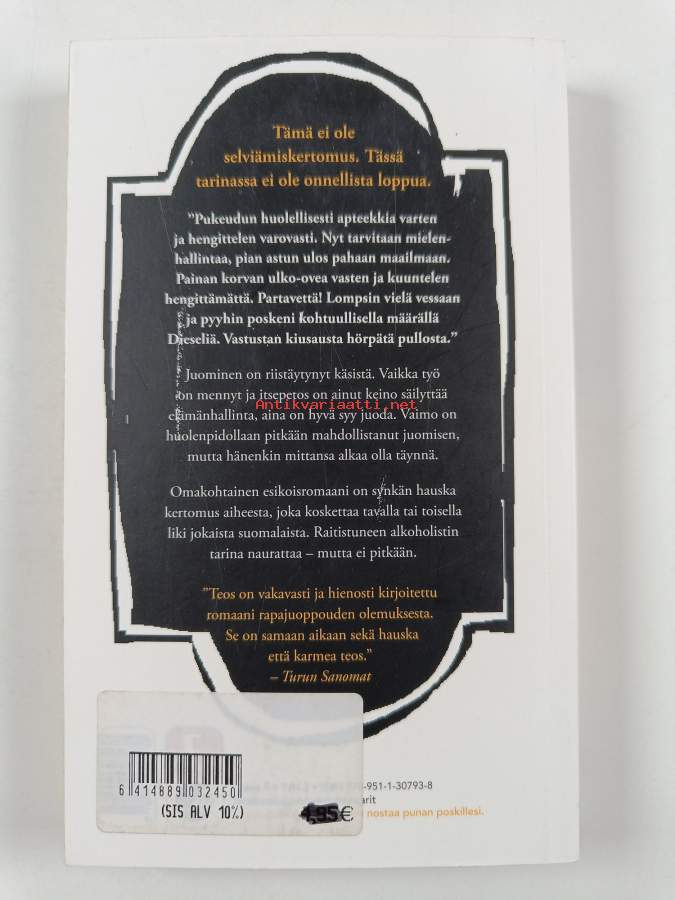 Tämä ei ole
selviämiskertomus. Tässä
tarinassa ei ole onnellista loppua.
"Pukeudun huolellisesti apteekkia varten
ja hengittelen varovasti. Nyt tarvitaan mielen-
hallintaa, pian astun ulos pahaan maailmaan.
Painan korvan ulko-ovea vasten ja kuuntelen
hengittämättä. Partavettä! Lompsin vielä vessaan
ja pyyhin poskeni kohtuullisella määrällä
Dieseliä. Vastustan kiusausta hörpätä pullosta."
Juominen on riistäytynyt käsistä. Vaikka työ
on mennyt ja itsepetos on ainut keino säilyttää
Antikvariaatti.net
elämänhallinta, aina on hyvä syy juoda. Vaimo on
huolenpidollaan pitkään mahdollistanut juomisen,
mutta hänenkin mittansa alkaa olla täynnä.
Omakohtainen esikoisromaani on synkän hauska
kertomus aiheesta, joka koskettaa tavalla tai toisella
liki jokaista suomalaista. Raitistuneen alkoholistin
tarina naurattaa – mutta ei pitkään.
"Teos on vakavasti ja hienosti kirjoitettu
romaani rapajuoppouden olemuksesta.
Se on samaan aikaan sekä hauska
että karmea teos."
– Turun Sanomat
-951-1-30793-8
arit
nostaa punan poskillesi.
6 414889 032450
(SIS ALV 10%)
4,95€